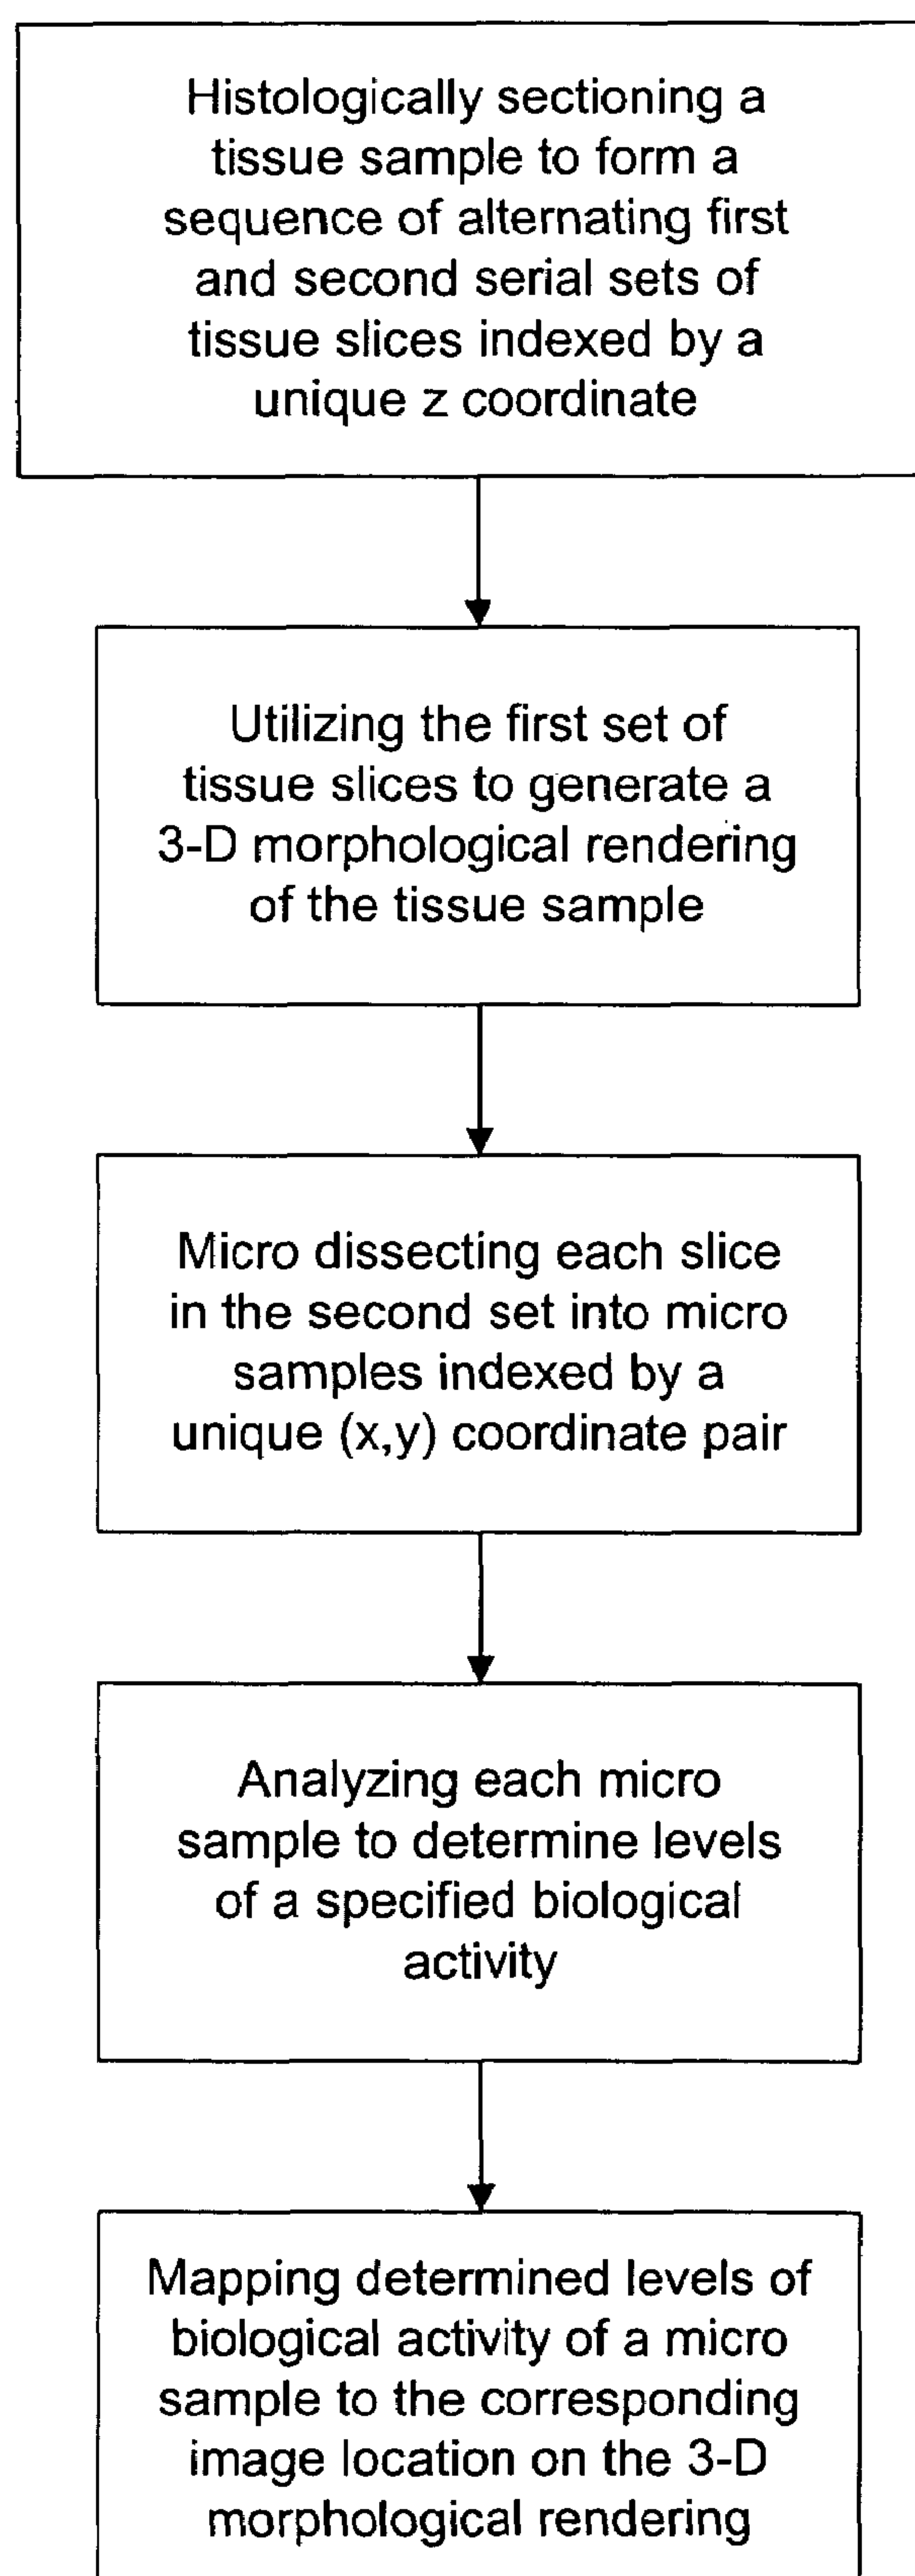 Histologically sectioning a
tissue sample to form a
sequence of alternating first
and second serial sets of
tissue slices indexed by a
unique z coordinate
Utilizing the first set of
tissue slices to generate a
3-D morphological rendering
of the tissue sample
Micro dissecting each slice
in the second set into micro
samples indexed by a
unique (x,y) coordinate pair
Analyzing each micro
sample to determine levels
of a specified biological
activity
Mapping determined levels of
biological activity of a micro
sample to the corresponding
image location on the 3-D
morphological rendering